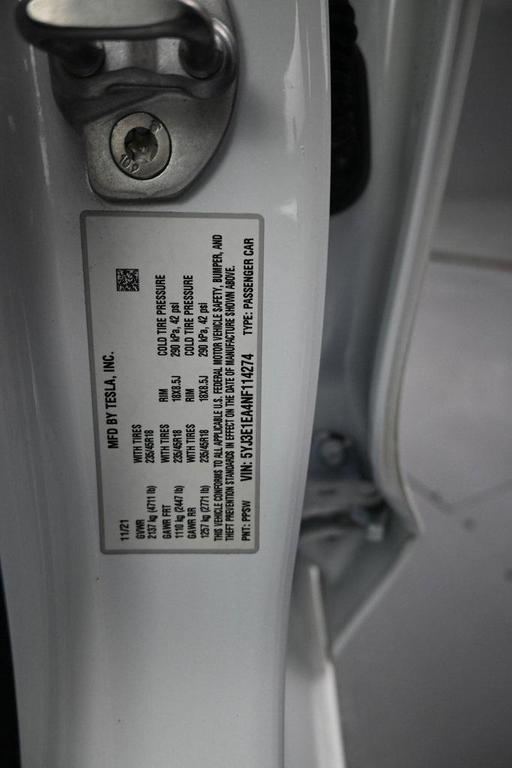 MFD BY TESLA, INC.
11/21
GVWR WITH TIRES RIM COLD TIRE PRESSURE
2137 kg (4711 lb) 235/45R18 18X8.5J 290 kPa, 42 psi
GAWR FRT WITH TIRES RIM COLD TIRE PRESSURE
1110 kg (2447 lb) 235/45R18 18X8.5J 290 kPa, 42 psi
GAWR RR
1257 kg (2771 lb) 235/45R18
THIS VEHICLE CONFORMS TO ALL APPLICABLE U.S. FEDERAL MOTOR VEHICLE SAFETY, BUMPER, AND
THEFT PREVENTION STANDARDS IN EFFECT ON THE DATE OF MANUFACTURE SHOWN ABOVE.
VIN: 5YJ3E1EA4NF114274
PNT: PPSW TYPE: PASSENGER CAR
109